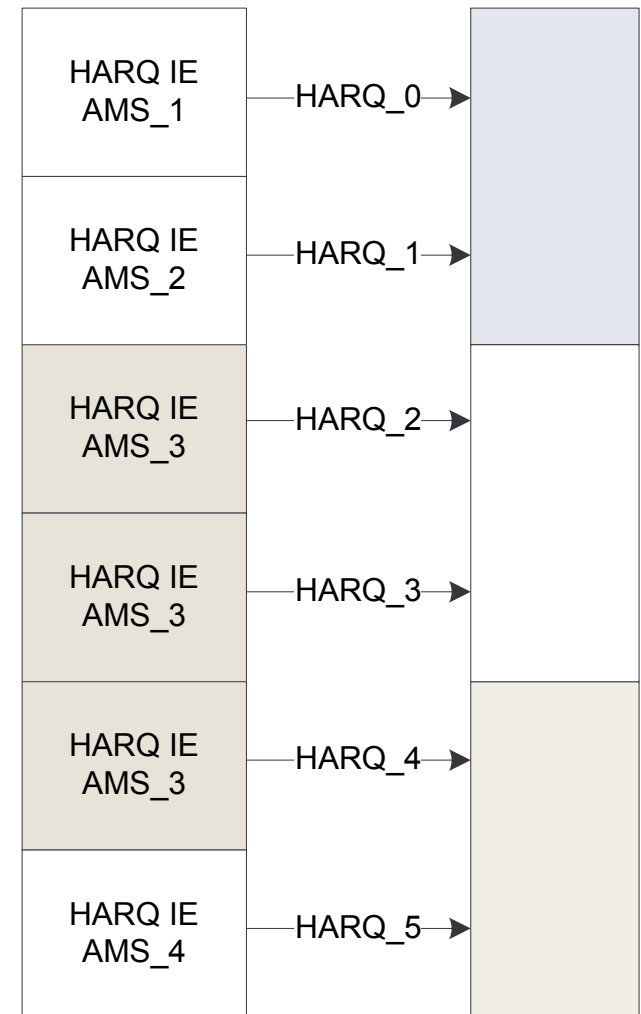 HARQ IE
AMS_1
HARQ_0
HARQ IE
AMS_2
HARQ_1
HARQ IE
AMS_3
HARQ_2
HARQ IE
AMS_3
HARQ_3
HARQ IE
AMS_3
HARQ_4
HARQ IE
AMS_4
HARQ_5